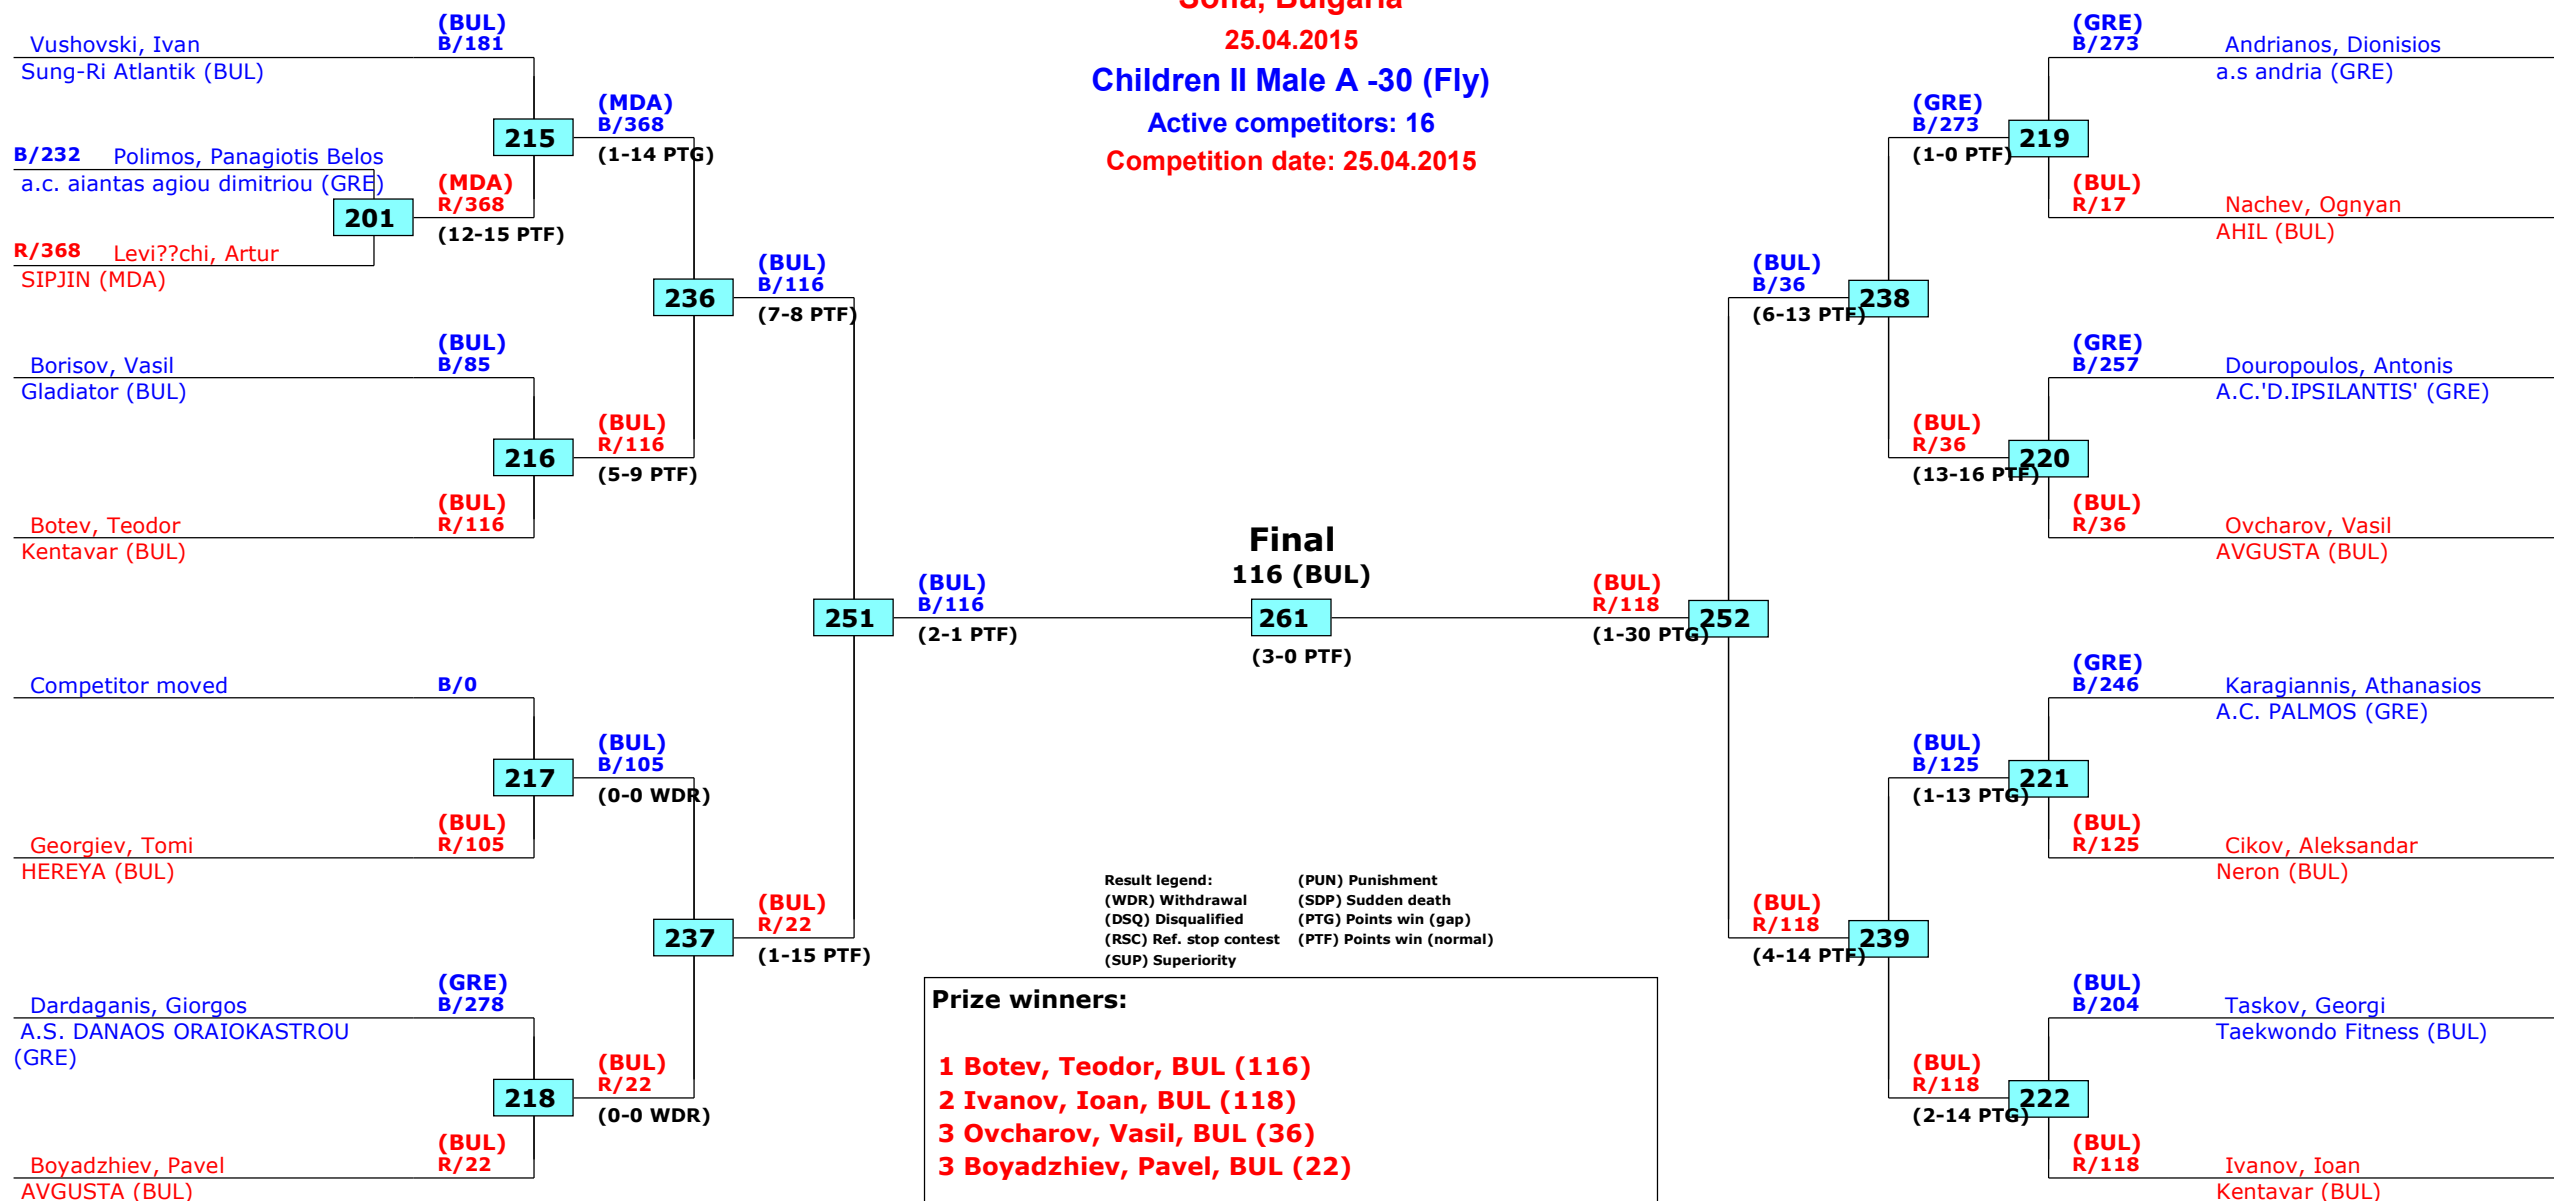 Sofia, Bulgaria
25.04.2015
Children II Male A -30 (Fly)
Active competitors: 16
Competition date: 25.04.2015
Vushovski, Ivan
(BUL)
B/181
Sung-Ri Atlantik (BUL)
B/232 Polimos, Panagiotis Belos
a.c. aiantas agiou dimitriou (GRE)
201
R/368 Levi??chi, Artur
SIPJIN (MDA)
(MDA)
R/368
(12-15 PTF)
215
(MDA)
B/368
(1-14 PTG)
Borisov, Vasil
(BUL)
B/85
Gladiator (BUL)
216
Botev, Teodor
(BUL)
R/116
Kentavar (BUL)
(BUL)
R/116
(5-9 PTF)
236
(BUL)
B/116
(7-8 PTF)
Competitor moved
B/0
217
Georgiev, Tomi
(BUL)
R/105
HEREYA (BUL)
(BUL)
B/105
(0-0 WDR)
Dardaganis, Giorgos
(GRE)
B/278
A.S. DANAOS ORAIOKASTROU
(GRE)
218
Boyadzhiev, Pavel
(BUL)
R/22
AVGUSTA (BUL)
(BUL)
R/22
(0-0 WDR)
237
(BUL)
R/22
(1-15 PTF)
251
(BUL)
B/116
(2-1 PTF)
Final
116 (BUL)
261
(3-0 PTF)
(BUL)
R/118
(1-30 PTG)
252
(BUL)
B/36
(6-13 PTF)
238
(GRE)
B/273
(1-0 PTF)
219
(GRE)
B/273
Andrianos, Dionisios
a.s andria (GRE)
(BUL)
R/17
Nachev, Ognyan
AHIL (BUL)
(BUL)
R/36
(13-16 PTF)
220
(GRE)
B/257
Douropoulos, Antonis
A.C.'D.IPSILANTIS' (GRE)
(BUL)
R/36
Ovcharov, Vasil
AVGUSTA (BUL)
(BUL)
R/118
(4-14 PTF)
239
(BUL)
B/125
(1-13 PTG)
221
(GRE)
B/246
Karagiannis, Athanasios
A.C. PALMOS (GRE)
(BUL)
R/125
Cikov, Aleksandar
Neron (BUL)
(BUL)
R/118
(2-14 PTG)
222
(BUL)
B/204
Taskov, Georgi
Taekwondo Fitness (BUL)
(BUL)
R/118
Ivanov, Ioan
Kentavar (BUL)
Result legend: (PUN) Punishment
(WDR) Withdrawal (SDP) Sudden death
(DSQ) Disqualified (PTG) Points win (gap)
(RSC) Ref. stop contest (PTF) Points win (normal)
(SUP) Superiority
Prize winners:
1 Botev, Teodor, BUL (116)
2 Ivanov, Ioan, BUL (118)
3 Ovcharov, Vasil, BUL (36)
3 Boyadzhiev, Pavel, BUL (22)